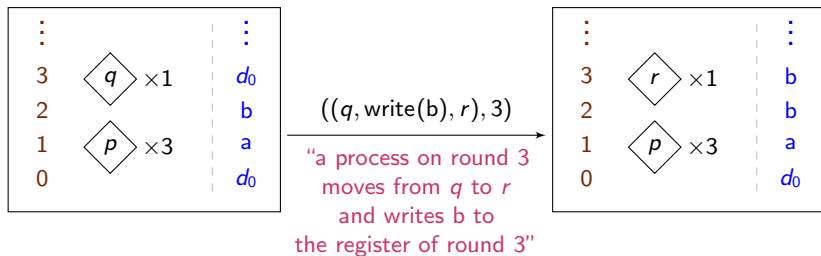 ⋮ ⋮
3 q ×1 d₀
2 b
1 p ×3 a
0 d₀
((q, write(b), r), 3)
“a process on round 3
moves from q to r
and writes b to
the register of round 3”
⋮ ⋮
3 r ×1 b
2 b
1 p ×3 a
0 d₀